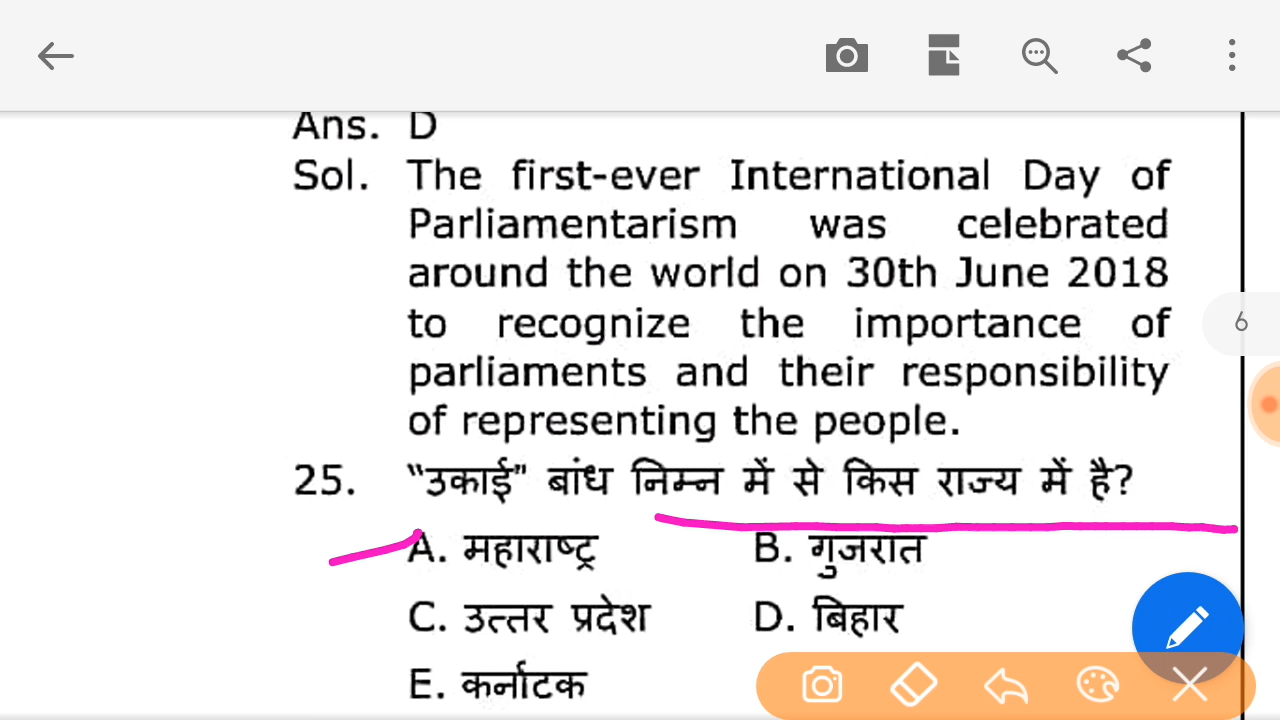 Ans. D
Sol. The first-ever International Day of
Parliamentarism was celebrated
around the world on 30th June 2018
to recognize the importance of
6
parliaments and their responsibility
of representing the people.
25. “उकाई” बांध निम्न में से किस राज्य में है?
A. महाराष्ट्र B. गुजरात
C. उत्तर प्रदेश D. बिहार
E. कर्नाटक